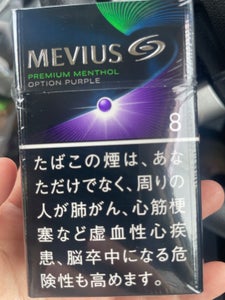 MEVIUS
PREMIUM MENTHOL
OPTION PURPLE
8
たばこの煙は、あな
ただけでなく、周りの
人が肺がん、心筋梗
塞など虚血性心疾
患、脳卒中になる危
険性も高めます。